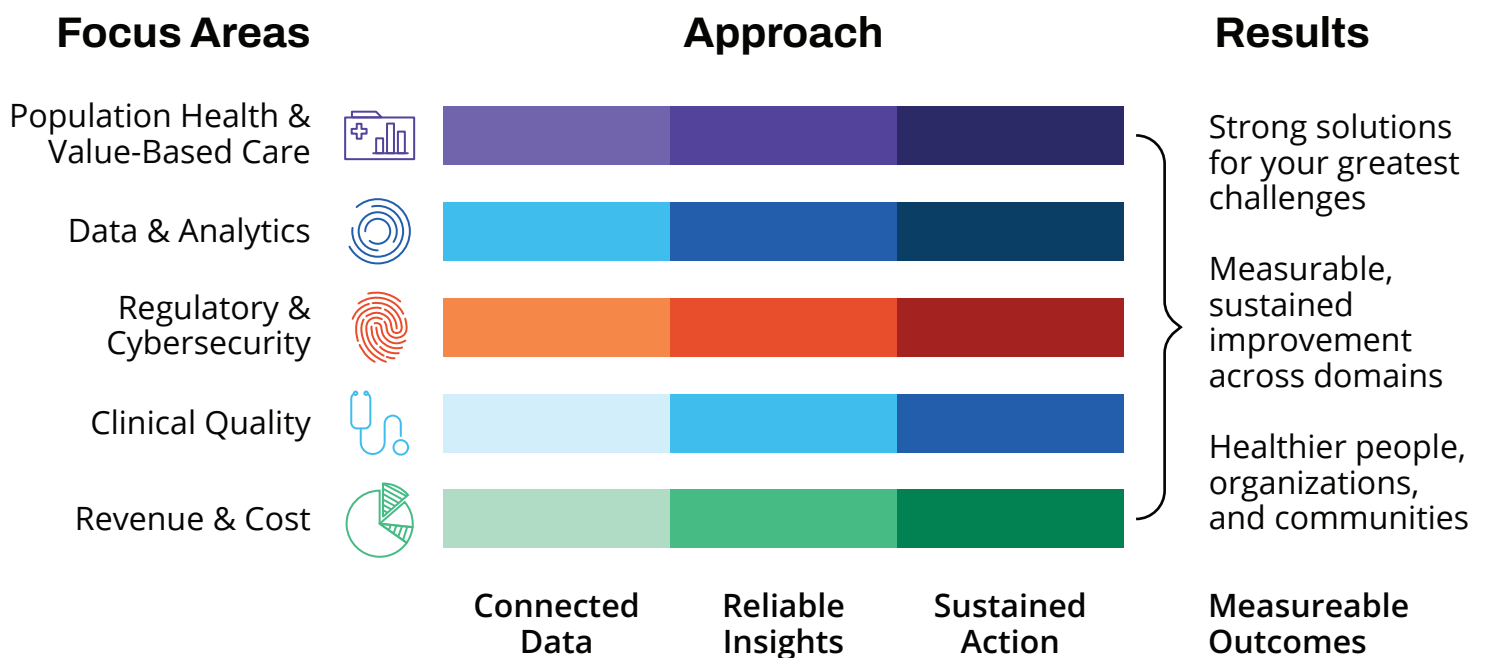 Focus Areas
Approach
Results
Population Health &
Value-Based Care
Data & Analytics
Regulatory &
Cybersecurity
Clinical Quality
Revenue & Cost
Strong solutions
for your greatest
challenges
Measurable,
sustained
improvement
across domains
Healthier people,
organizations,
and communities
Connected
Data
Reliable
Insights
Sustained
Action
Measureable
Outcomes